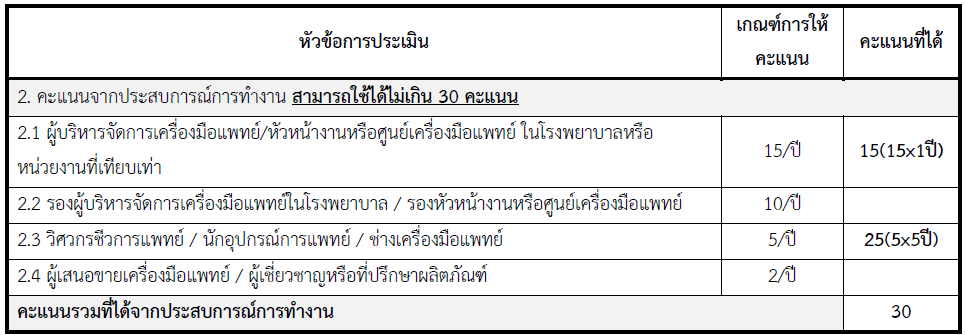 หัวข้อการประเมิน
เกณฑ์การให้
คะแนน
คะแนนที่ได้
2. คะแนนจากประสบการณ์การทำงาน สามารถใช้ได้ไม่เกิน 30 คะแนน
2.1 ผู้บริหารจัดการเครื่องมือแพทย์/หัวหน้างานหรือศูนย์เครื่องมือแพทย์ ในโรงพยาบาลหรือ
หน่วยงานที่เทียบเท่า
15/ปี
15(15x1ปี)
2.2 รองผู้บริหารจัดการเครื่องมือแพทย์ในโรงพยาบาล / รองหัวหน้างานหรือศูนย์เครื่องมือแพทย์
10/ปี
2.3 วิศวกรชีวการแพทย์ / นักอุปกรณ์การแพทย์ / ช่างเครื่องมือแพทย์
5/ปี
25(5x5ปี)
2.4 ผู้เสนอขายเครื่องมือแพทย์ / ผู้เชี่ยวชาญหรือที่ปรึกษาผลิตภัณฑ์
2/ปี
คะแนนรวมที่ได้จากประสบการณ์การทำงาน
30